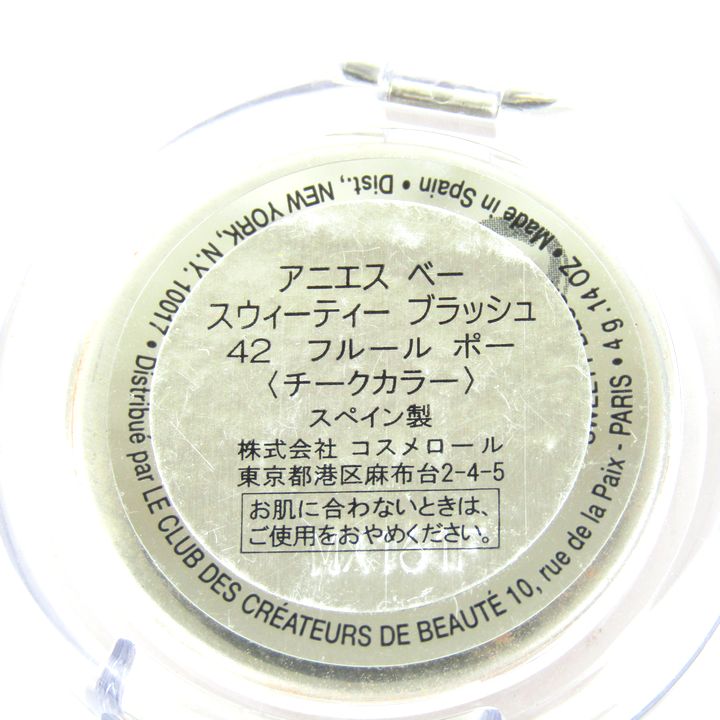 アニエス ベー
スウィーティー ブラッシュ
42 フルール ポー
〈チークカラー〉
スペイン製
株式会社 コスメロール
東京都港区麻布台2-4-5
お肌に合わないときは、
ご使用をおやめください。
Distribué par LE CLUB DES CRÉATEURS DE BEAUTÉ 10, rue de la Paix - PARIS • 4 g .14 OZ • Made in Spain • Dist., NEW YORK, N.Y. 10017 •